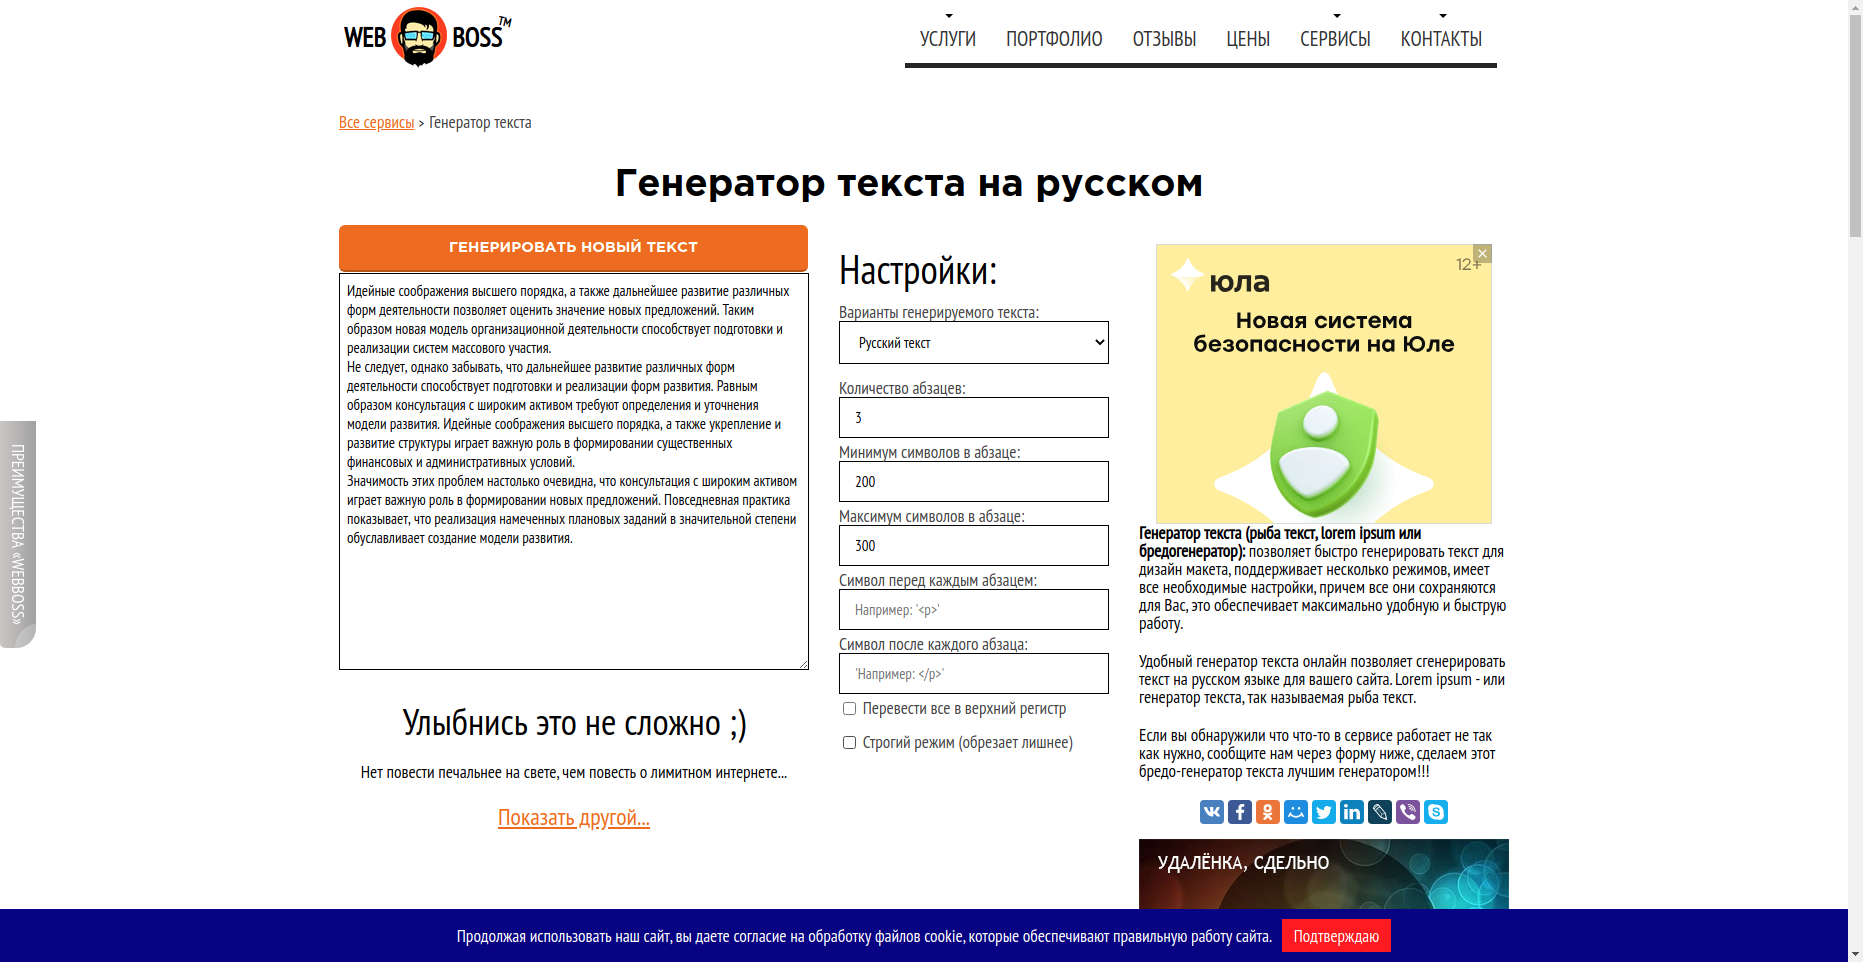 WEB BOSS™
УСЛУГИ ПОРТФОЛИО ОТЗЫВЫ ЦЕНЫ СЕРВИСЫ КОНТАКТЫ
Все сервисы > Генератор текста
Генератор текста на русском
ГЕНЕРИРОВАТЬ НОВЫЙ ТЕКСТ
Идейные соображения высшего порядка, а также дальнейшее развитие различных
форм деятельности позволяет оценить значение новых предложений. Таким
образом новая модель организационной деятельности способствует подготовки и
реализации систем массового участия.
Не следует, однако забывать, что дальнейшее развитие различных форм
деятельности способствует подготовки и реализации форм развития. Равным
образом консультация с широким активом требуют определения и уточнения
модели развития. Идейные соображения высшего порядка, а также укрепление и
развитие структуры играет важную роль в формировании существенных
финансовых и административных условий.
Значимость этих проблем настолько очевидна, что консультация с широким активом
играет важную роль в формировании новых предложений. Повседневная практика
показывает, что реализация намеченных плановых заданий в значительной степени
обуславливает создание модели развития.
Улыбнись это не сложно ;)
Нет повести печальнее на свете, чем повесть о лимитном интернете...
Показать другой...
Настройки:
Варианты генерируемого текста:
Русский текст
Количество абзацев:
3
Минимум символов в абзаце:
200
Максимум символов в абзаце:
300
Символ перед каждым абзацем:
Например: '<p>'
Символ после каждого абзаца:
'Например: </p>'
Перевести все в верхний регистр
Строгий режим (обрезает лишнее)
12+
юла
Новая система
безопасности на Юле
Генератор текста (рыба текст, lorem ipsum или
бредогенератор): позволяет быстро генерировать текст для
дизайн макета, поддерживает несколько режимов, имеет
все необходимые настройки, причем все они сохраняются
для Вас, это обеспечивает максимально удобную и быструю
работу.
Удобный генератор текста онлайн позволяет сгенерировать
текст на русском языке для вашего сайта. Lorem ipsum - или
генератор текста, так называемая рыба текст.
Если вы обнаружили что что-то в сервисе работает не так
как нужно, сообщите нам через форму ниже, сделаем этот
бредо-генератор текста лучшим генератором!!!
УДАЛЁНКА, СДЕЛЬНО
ПРЕИМУЩЕСТВА «WEBBOSS»
Продолжая использовать наш сайт, вы даете согласие на обработку файлов cookie, которые обеспечивают правильную работу сайта. Подтверждаю